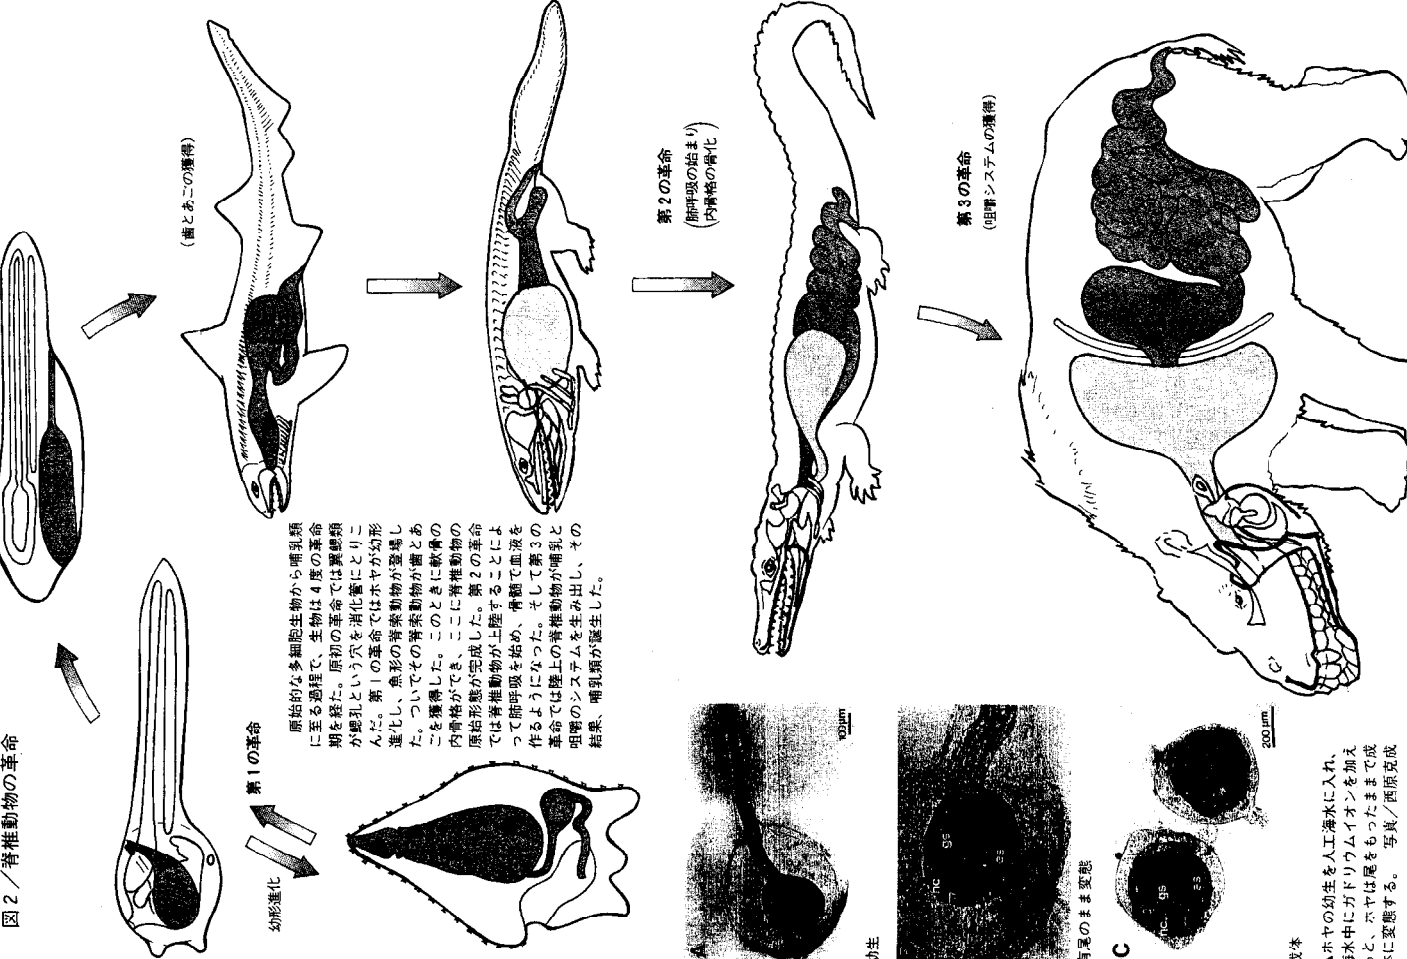 図2／脊椎動物の革命
第1の革命
幼形進化
(歯とあごの獲得)
第2の革命
(肺呼吸の始まり
内骨格の骨化)
第3の革命
(咀嚼システムの獲得)
原始的な多細胞生物から哺乳類
に至る過程で、生物は4度の革命
期を経た。原初の革命では翼鰓類
が鰓孔という穴を消化管にとりこ
んだ。第1の革命ではホヤが幼形
進化し、魚形の脊索動物が登場し
た。ついでその脊索動物が歯とあ
ごを獲得した。このときに軟骨の
内骨格ができ、ここに脊椎動物の
原始形態が完成した。第2の革命
では脊椎動物が上陸することによ
って肺呼吸を始め、骨髄で血液を
作るようになった。そして第3の
革命では陸上の脊椎動物が哺乳と
咀嚼のシステムを生み出し、その
結果、哺乳類が誕生した。
A
幼生
nc
gs
as
有尾のまま変態
C
nc
gs
as
200μm
成体
ホヤの幼生を人工海水に入れ、
海水中にガドリウムイオンを加え
ると、ホヤは尾をもったままで成
体に変態する。 写真／西原克成